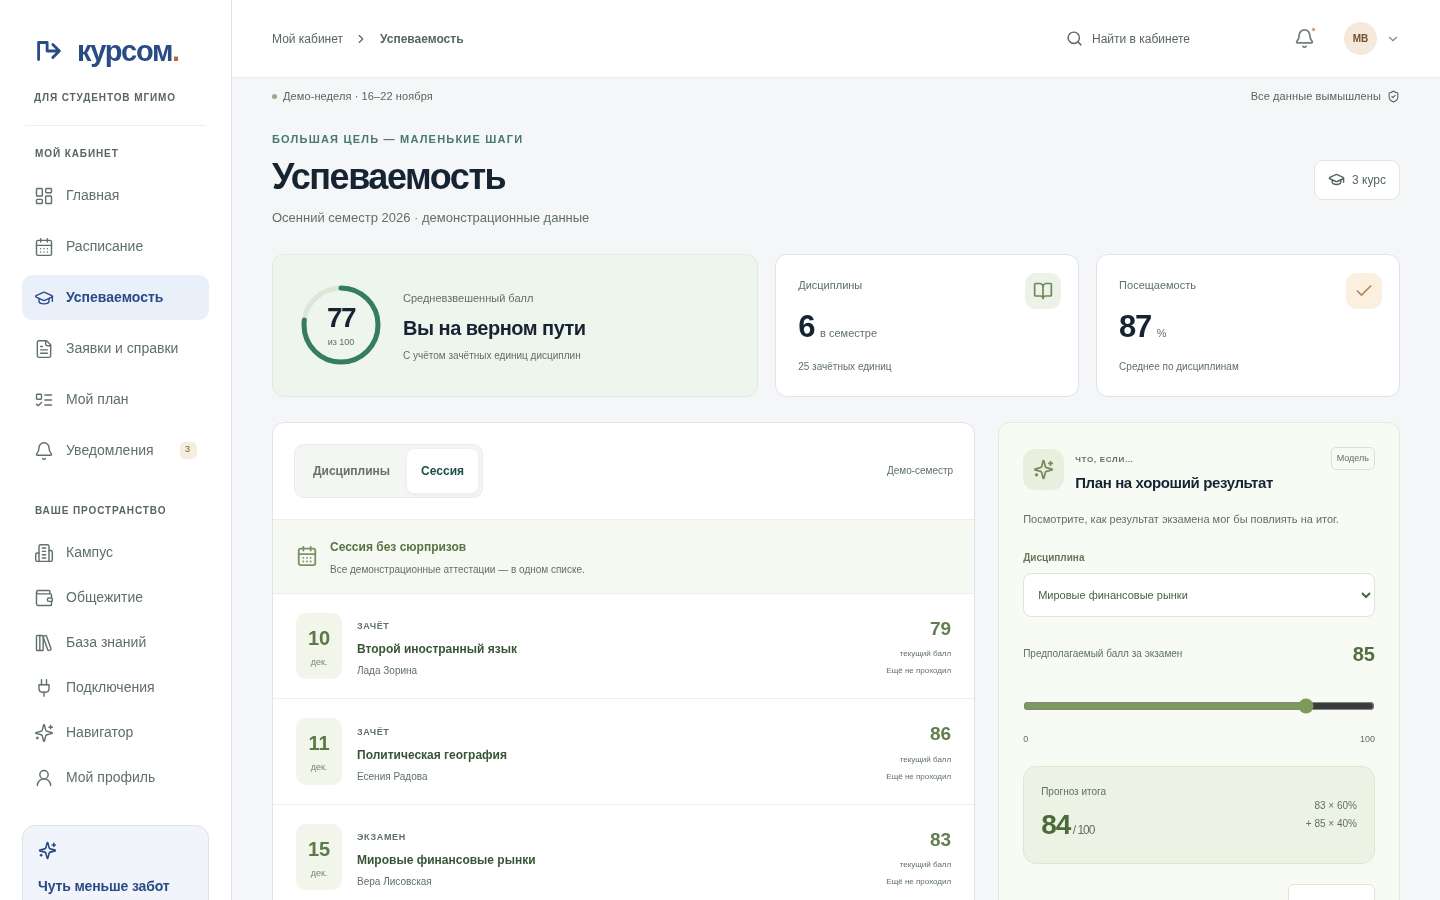 курсом.
ДЛЯ СТУДЕНТОВ МГИМО
МОЙ КАБИНЕТ
Главная
Расписание
Успеваемость
Заявки и справки
Мой план
Уведомления 3
ВАШЕ ПРОСТРАНСТВО
Кампус
Общежитие
База знаний
Подключения
Навигатор
Мой профиль
Чуть меньше забот
Мой кабинет Успеваемость
Найти в кабинете
МВ
Демо-неделя · 16–22 ноября
Все данные вымышлены
БОЛЬШАЯ ЦЕЛЬ — МАЛЕНЬКИЕ ШАГИ
Успеваемость
Осенний семестр 2026 · демонстрационные данные
3 курс
77
из 100
Средневзвешенный балл
Вы на верном пути
С учётом зачётных единиц дисциплин
Дисциплины
6 в семестре
25 зачётных единиц
Посещаемость
87 %
Среднее по дисциплинам
Дисциплины Сессия
Демо-семестр
Сессия без сюрпризов
Все демонстрационные аттестации — в одном списке.
10
дек.
ЗАЧЁТ
Второй иностранный язык
Лада Зорина
79
текущий балл
Ещё не проходил
11
дек.
ЗАЧЁТ
Политическая география
Есения Радова
86
текущий балл
Ещё не проходил
15
дек.
ЭКЗАМЕН
Мировые финансовые рынки
Вера Лисовская
83
текущий балл
Ещё не проходил
ЧТО, ЕСЛИ…
План на хороший результат
Модель
Посмотрите, как результат экзамена мог бы повлиять на итог.
Дисциплина
Мировые финансовые рынки
Предполагаемый балл за экзамен 85
0 100
Прогноз итога
84 / 100
83 × 60%
+ 85 × 40%